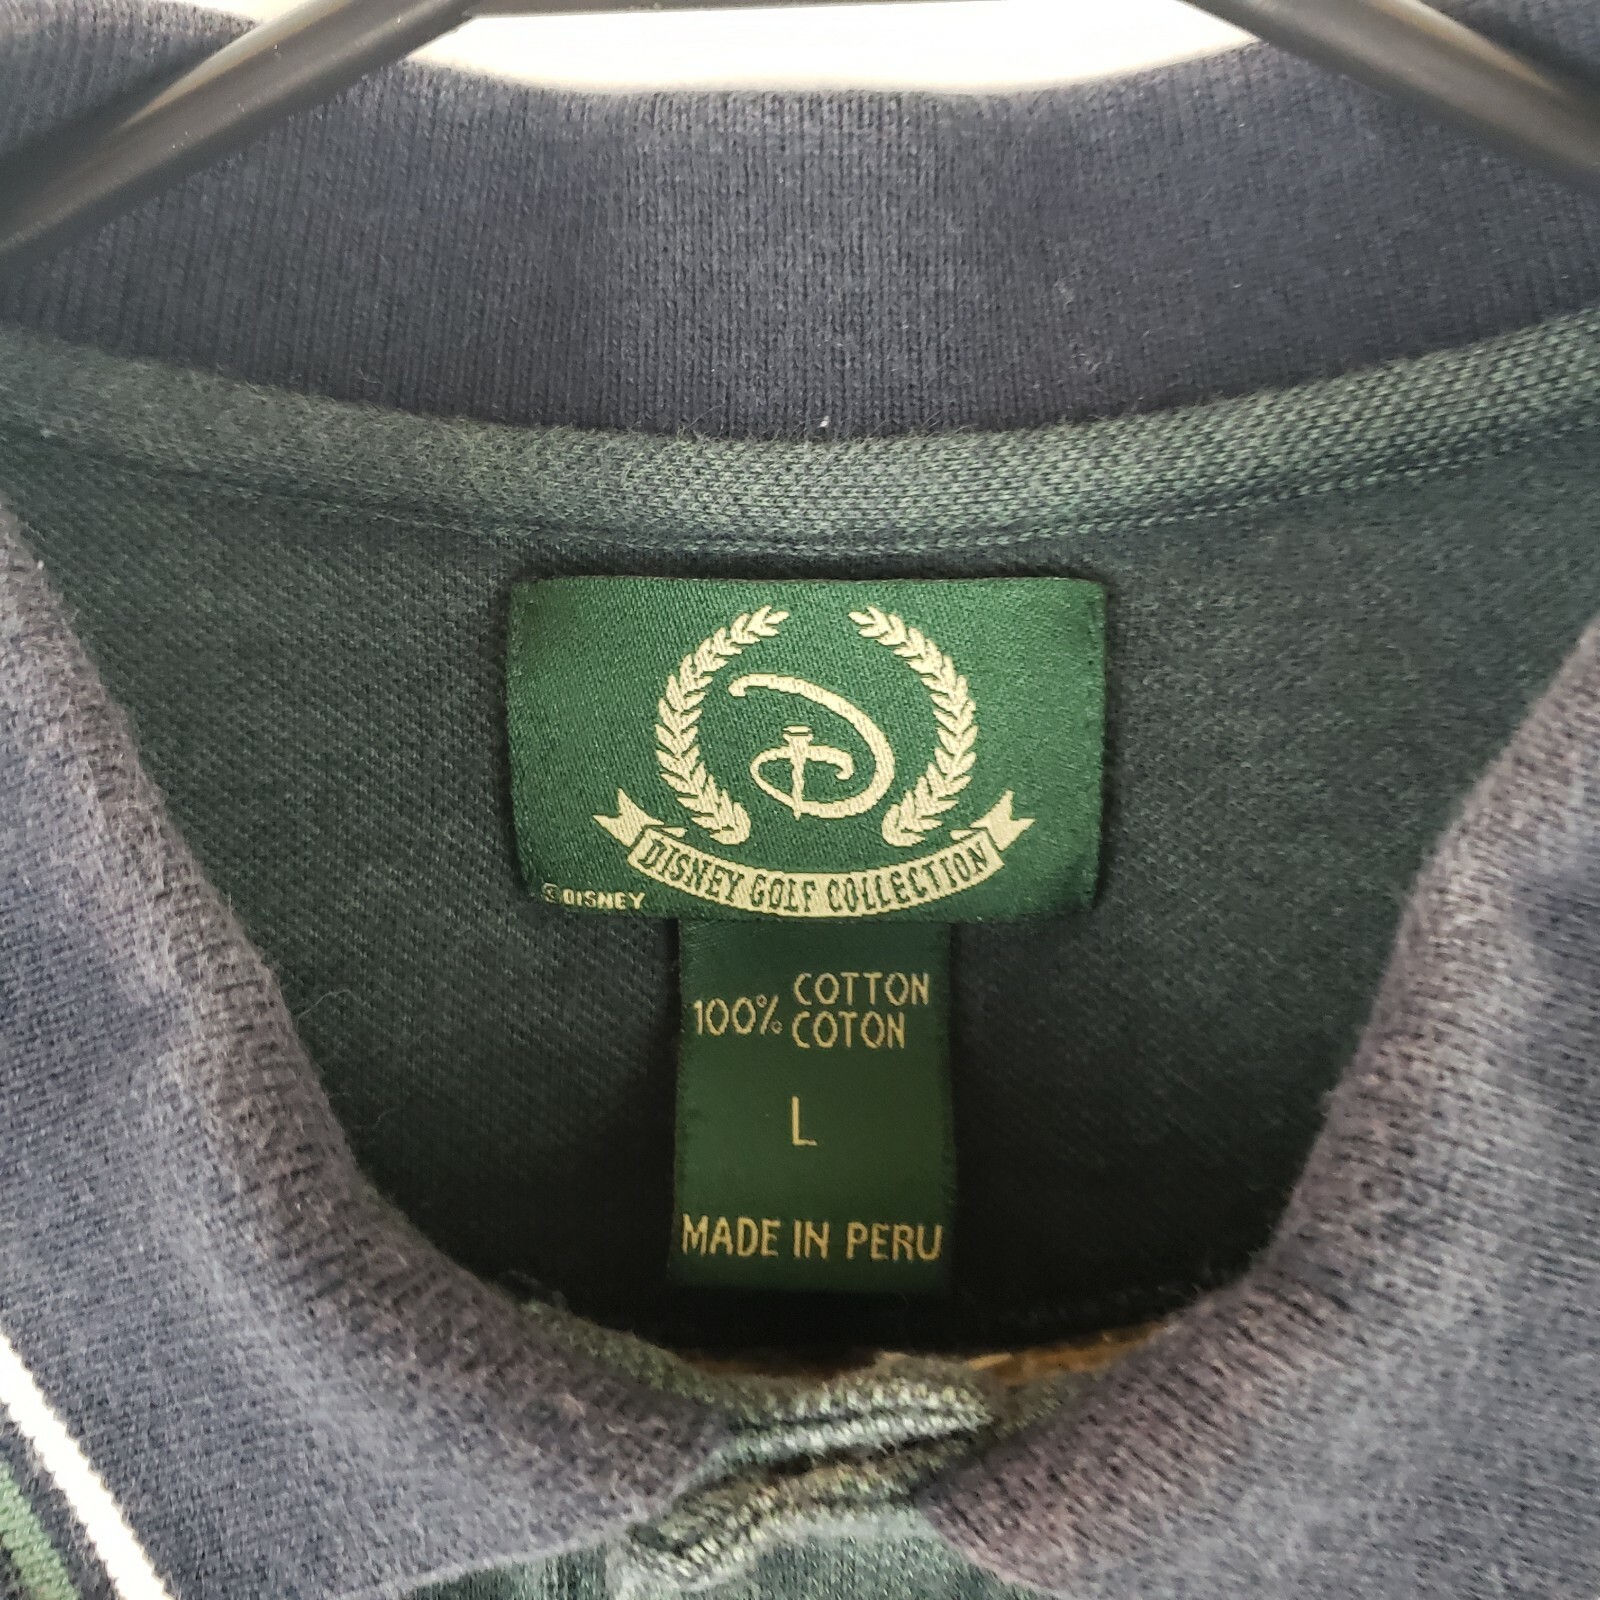 D
DISNEY GOLF COLLECTION
© DISNEY
100% COTTON
COTON
L
MADE IN PERU